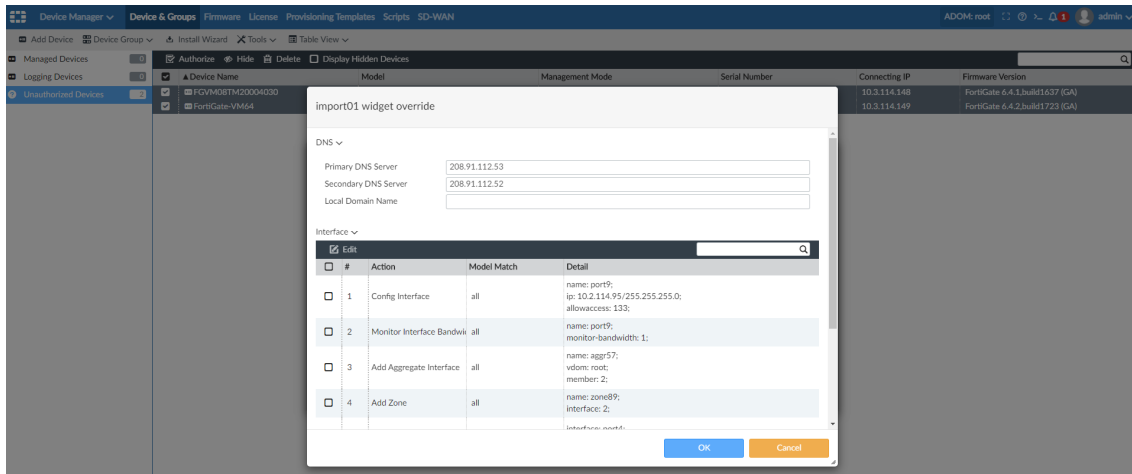 Device Manager Device & Groups Firmware License Provisioning Templates Scripts SD-WAN ADOM: root 1 admin
Add Device Device Group Install Wizard Tools Table View
Managed Devices 0
Logging Devices 0
Unauthorized Devices 2
Authorize Hide Delete Display Hidden Devices
Device Name Model Management Mode Serial Number Connecting IP Firmware Version
FGVM08TM20004030 10.3.114.148 FortiGate 6.4.1,build1637 (GA)
FortiGate-VM64 10.3.114.149 FortiGate 6.4.2,build1723 (GA)
import01 widget override
DNS
Primary DNS Server 208.91.112.53
Secondary DNS Server 208.91.112.52
Local Domain Name
Interface
Edit
# Action Model Match Detail
1 Config Interface all
name: port9;
ip: 10.2.114.95/255.255.255.0;
allowaccess: 133;
2 Monitor Interface Bandwi all
name: port9;
monitor-bandwidth: 1;
3 Add Aggregate Interface all
name: aggr57;
vdom: root;
member: 2;
4 Add Zone all
name: zone89;
interface: 2;
interface: port4;
OK Cancel